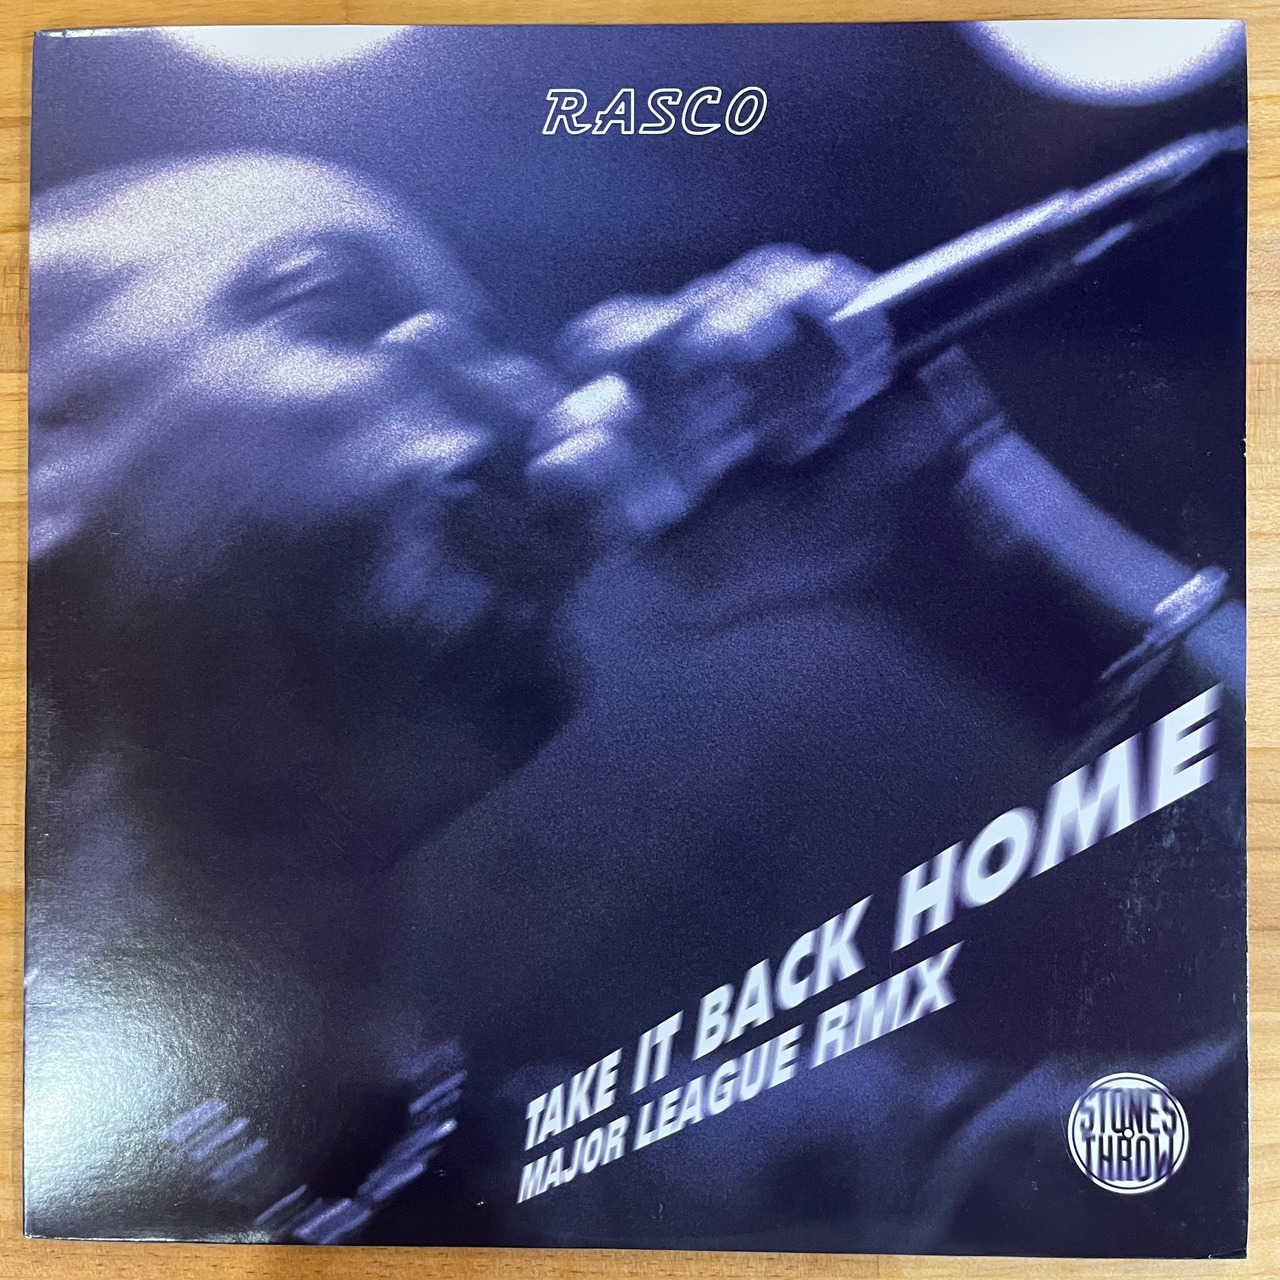 RASCO
TAKE IT BACK HOME
MAJOR LEAGUE RMX
STONES
THROW